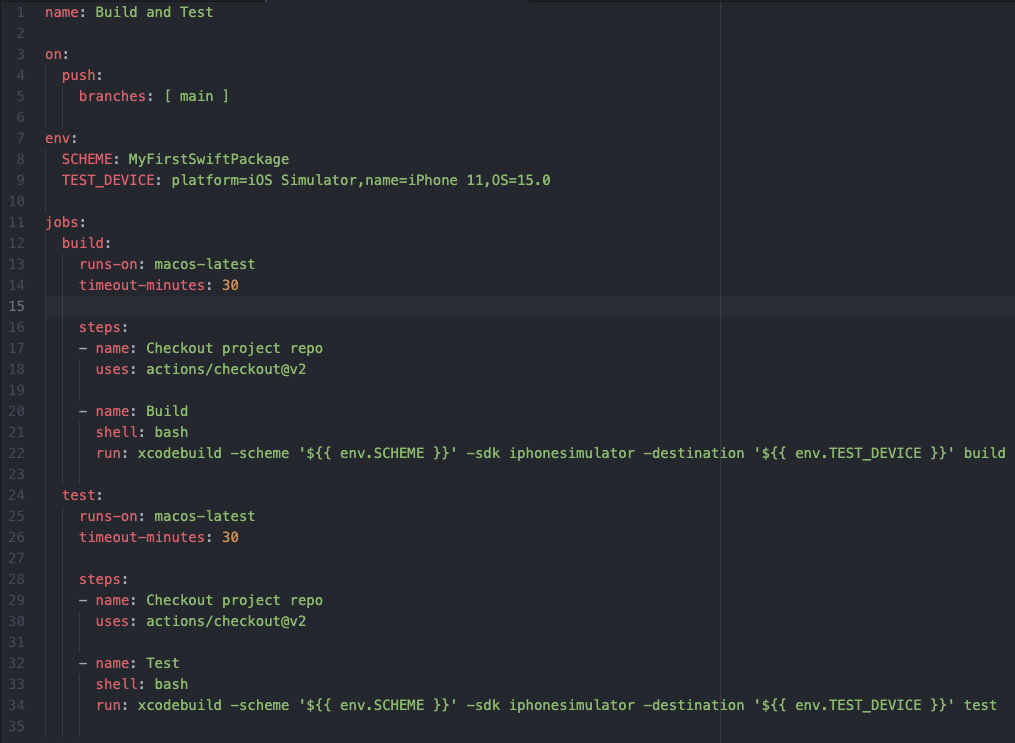 1 name: Build and Test
2
3 on:
4   push:
5     branches: [ main ]
6
7 env:
8   SCHEME: MyFirstSwiftPackage
9   TEST_DEVICE: platform=iOS Simulator,name=iPhone 11,OS=15.0
10
11 jobs:
12   build:
13     runs-on: macos-latest
14     timeout-minutes: 30
15
16     steps:
17     - name: Checkout project repo
18       uses: actions/checkout@v2
19
20     - name: Build
21       shell: bash
22       run: xcodebuild -scheme '${{ env.SCHEME }}' -sdk iphonesimulator -destination '${{ env.TEST_DEVICE }}' build
23
24   test:
25     runs-on: macos-latest
26     timeout-minutes: 30
27
28     steps:
29     - name: Checkout project repo
30       uses: actions/checkout@v2
31
32     - name: Test
33       shell: bash
34       run: xcodebuild -scheme '${{ env.SCHEME }}' -sdk iphonesimulator -destination '${{ env.TEST_DEVICE }}' test
35